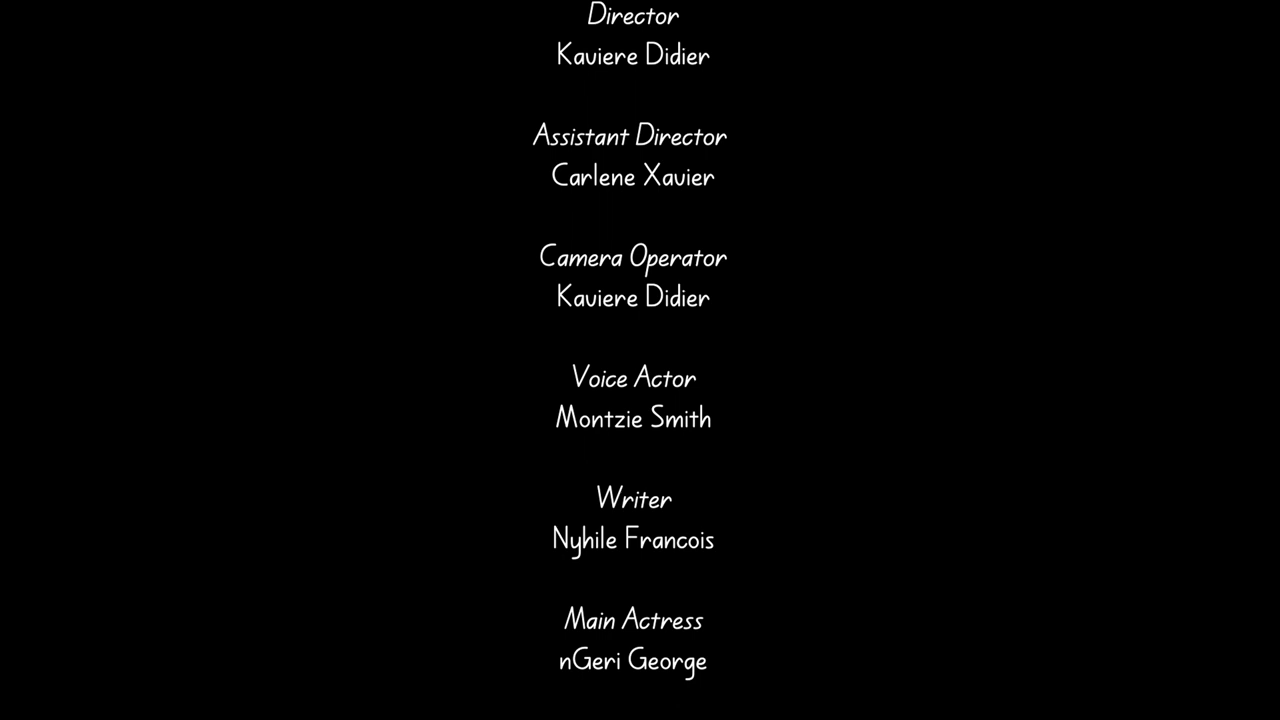 Director
Kaviere Didier
Assistant Director
Carlene Xavier
Camera Operator
Kaviere Didier
Voice Actor
Montzie Smith
Writer
Nyhile Francois
Main Actress
nGeri George